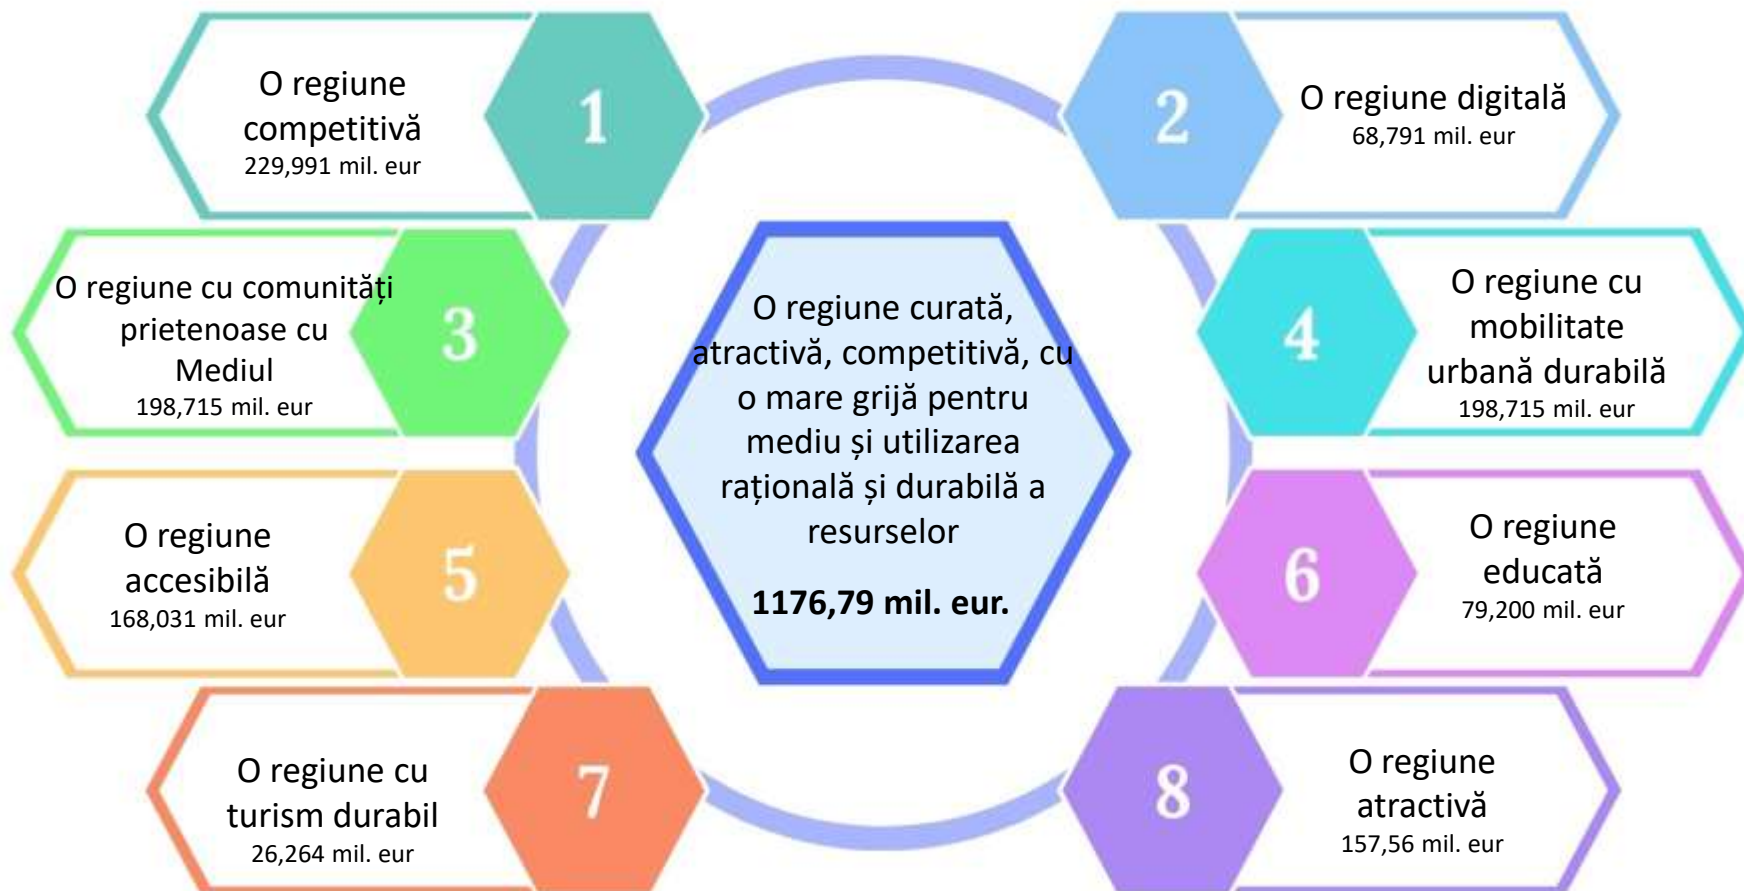 O regiune
competitivă
229,991 mil. eur
1
2
O regiune digitală
68,791 mil. eur
O regiune cu comunități
prietenoase cu
Mediul
198,715 mil. eur
3
O regiune curată,
atractivă, competitivă, cu
o mare grijă pentru
mediu și utilizarea
rațională și durabilă a
resurselor
1176,79 mil. eur.
4
O regiune cu
mobilitate
urbană durabilă
198,715 mil. eur
O regiune
accesibilă
168,031 mil. eur
5
6
O regiune
educată
79,200 mil. eur
O regiune cu
turism durabil
26,264 mil. eur
7
8
O regiune
atractivă
157,56 mil. eur